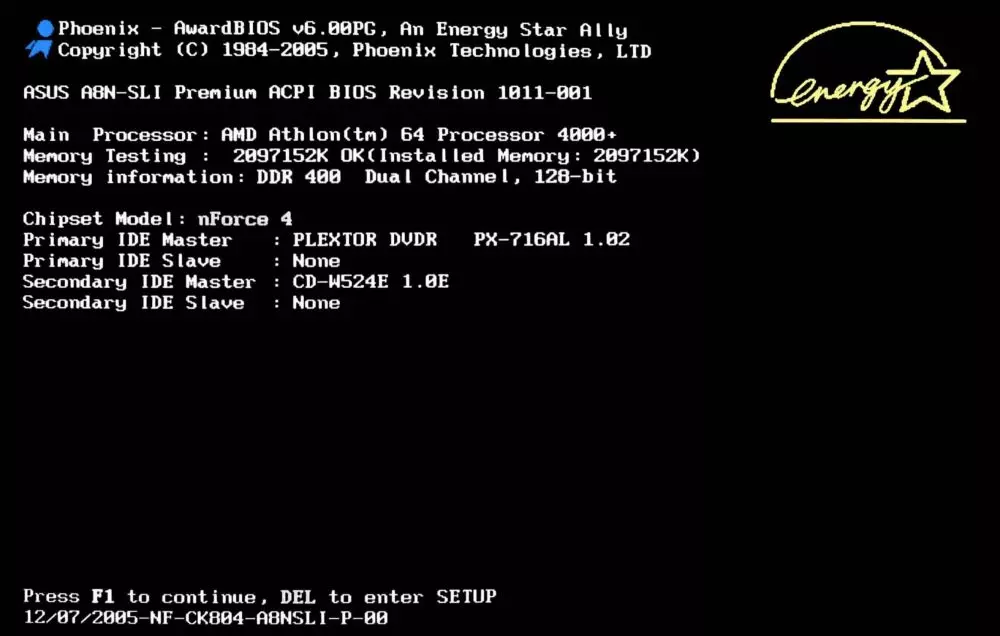 Phoenix - AwardBIOS v6.00PG, An Energy Star Ally
Copyright (C) 1984-2005, Phoenix Technologies, LTD
energy
ASUS A8N-SLI Premium ACPI BIOS Revision 1011-001
Main  Processor: AMD Athlon(tm) 64 Processor 4000+
Memory Testing :  2097152K OK(Installed Memory: 2097152K)
Memory information: DDR 400  Dual Channel, 128-bit
Chipset Model: nForce 4
Primary IDE Master   : PLEXTOR DVDR   PX-716AL 1.02
Primary IDE Slave    : None
Secondary IDE Master : CD-W524E 1.0E
Secondary IDE Slave  : None
Press F1 to continue, DEL to enter SETUP
12/07/2005-NF-CK804-A8NSLI-P-00